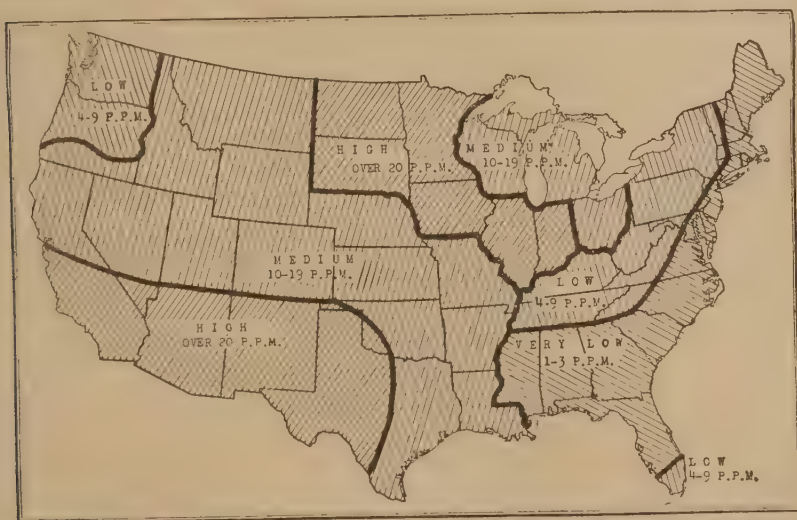 LOW
4-9 P.P.M.
HIGH
OVER 20 P.P.M.
MEDIUM
10-19 P.P.M.
MEDIUM
10-19 P.P.M.
LOW
4-9 P.P.M.
HIGH
OVER 20 P.P.M.
VERY LOW
1-3 P.P.M.
LOW
4-9 P.P.M.